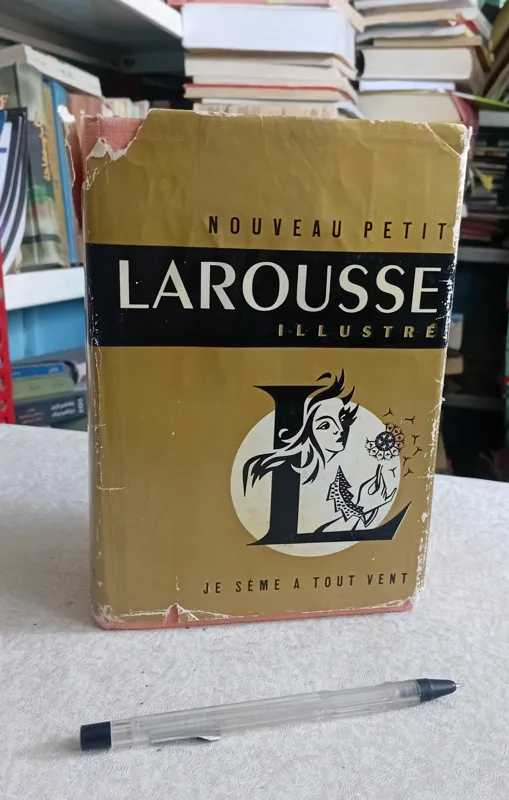 NOUVEAU PETIT
LAROUSSE
ILLUSTRÉ
L
JE SÈME A TOUT VENT